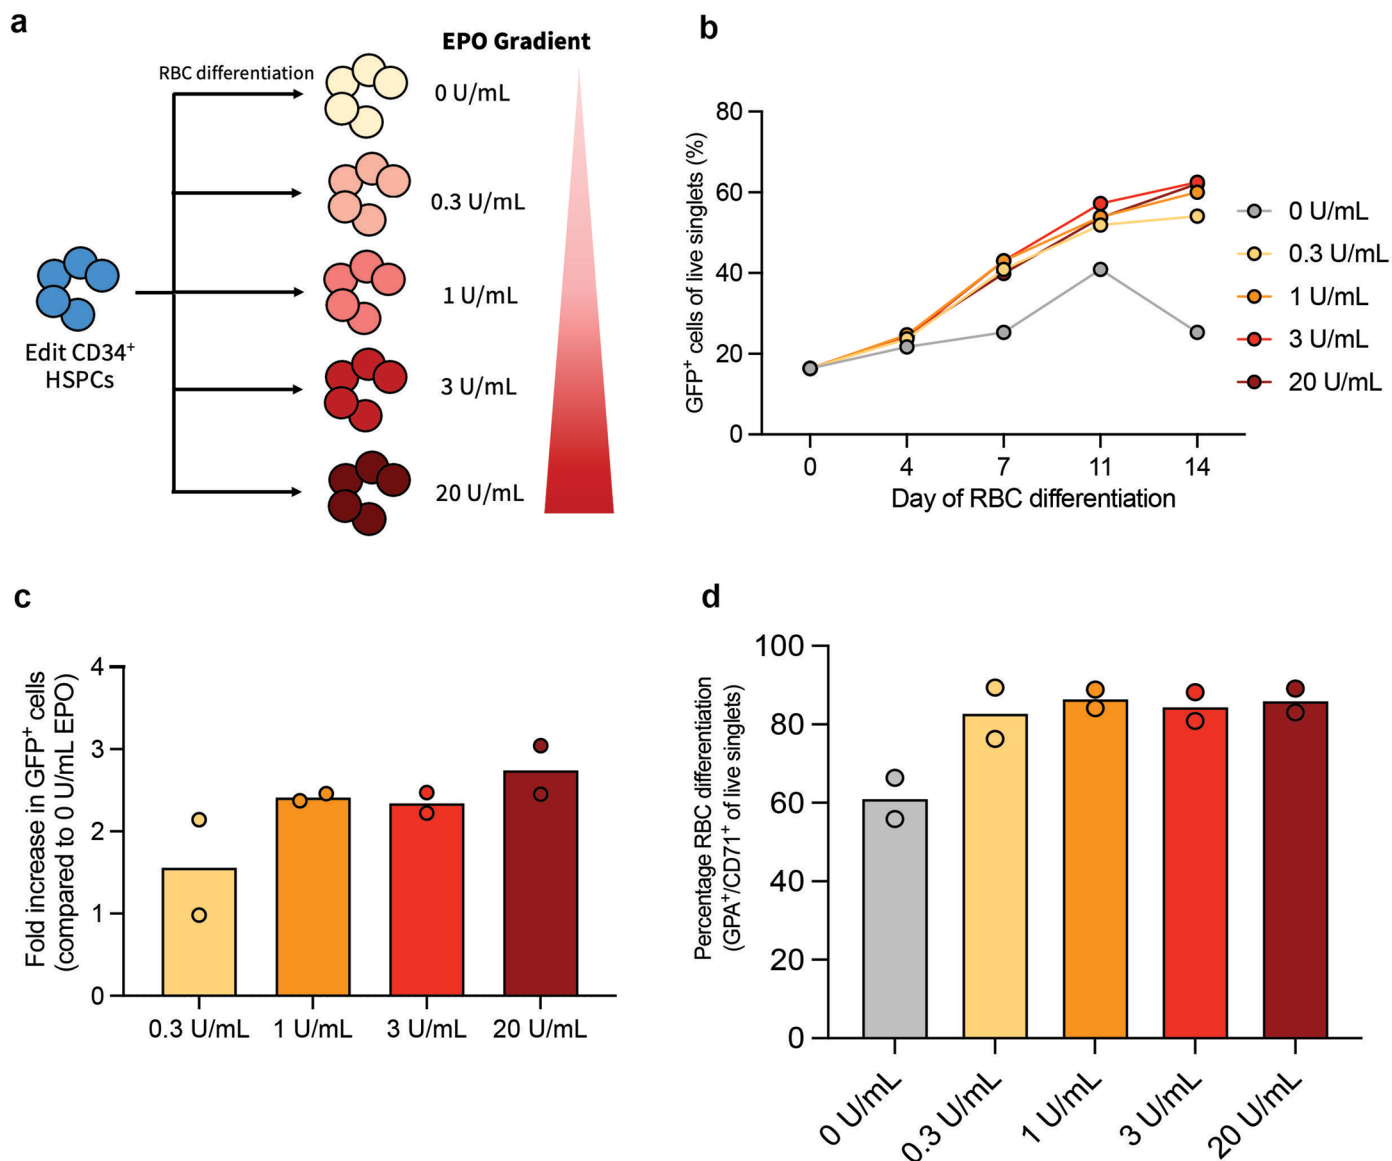 a
EPO Gradient
RBC differentiation
0 U/mL
0.3 U/mL
1 U/mL
3 U/mL
20 U/mL
Edit CD34⁺
HSPCs
b
GFP⁺ cells of live singlets (%)
80
60
40
20
0
0 4 7 11 14
Day of RBC differentiation
0 U/mL
0.3 U/mL
1 U/mL
3 U/mL
20 U/mL
c
Fold increase in GFP⁺ cells
(compared to 0 U/mL EPO)
4
3
2
1
0
0.3 U/mL 1 U/mL 3 U/mL 20 U/mL
d
Percentage RBC differentiation
(GPA⁺/CD71⁺ of live singlets)
100
80
60
40
20
0
0 U/mL 0.3 U/mL 1 U/mL 3 U/mL 20 U/mL